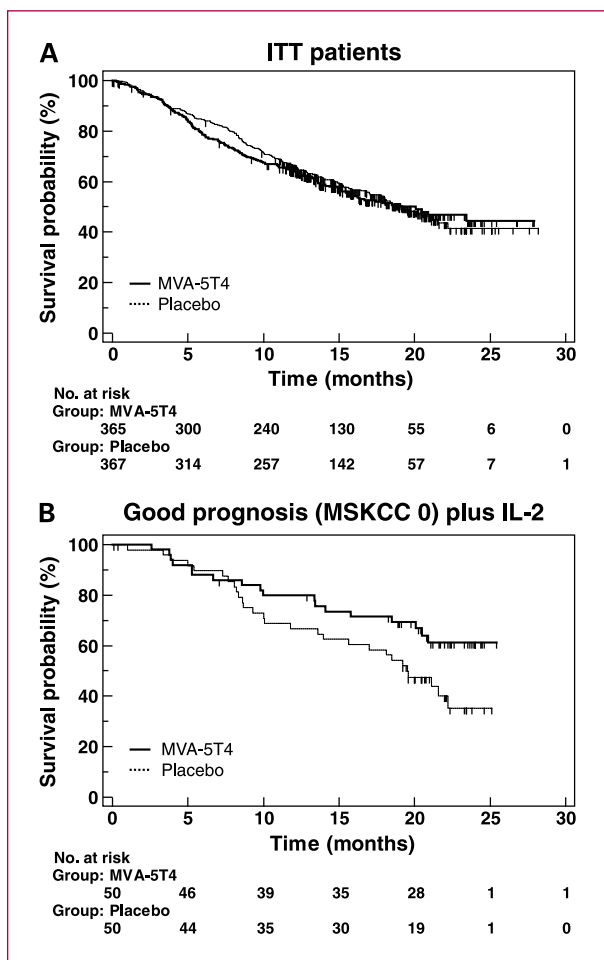 A ITT patients
Survival probability (%)
100
80
60
40
20
0
MVA-5T4
Placebo
0 5 10 15 20 25 30
Time (months)
No. at risk
Group: MVA-5T4
365 300 240 130 55 6 0
Group: Placebo
367 314 257 142 57 7 1
B Good prognosis (MSKCC 0) plus IL-2
Survival probability (%)
100
80
60
40
20
0
MVA-5T4
Placebo
0 5 10 15 20 25 30
Time (months)
No. at risk
Group: MVA-5T4
50 46 39 35 28 1 1
Group: Placebo
50 44 35 30 19 1 0